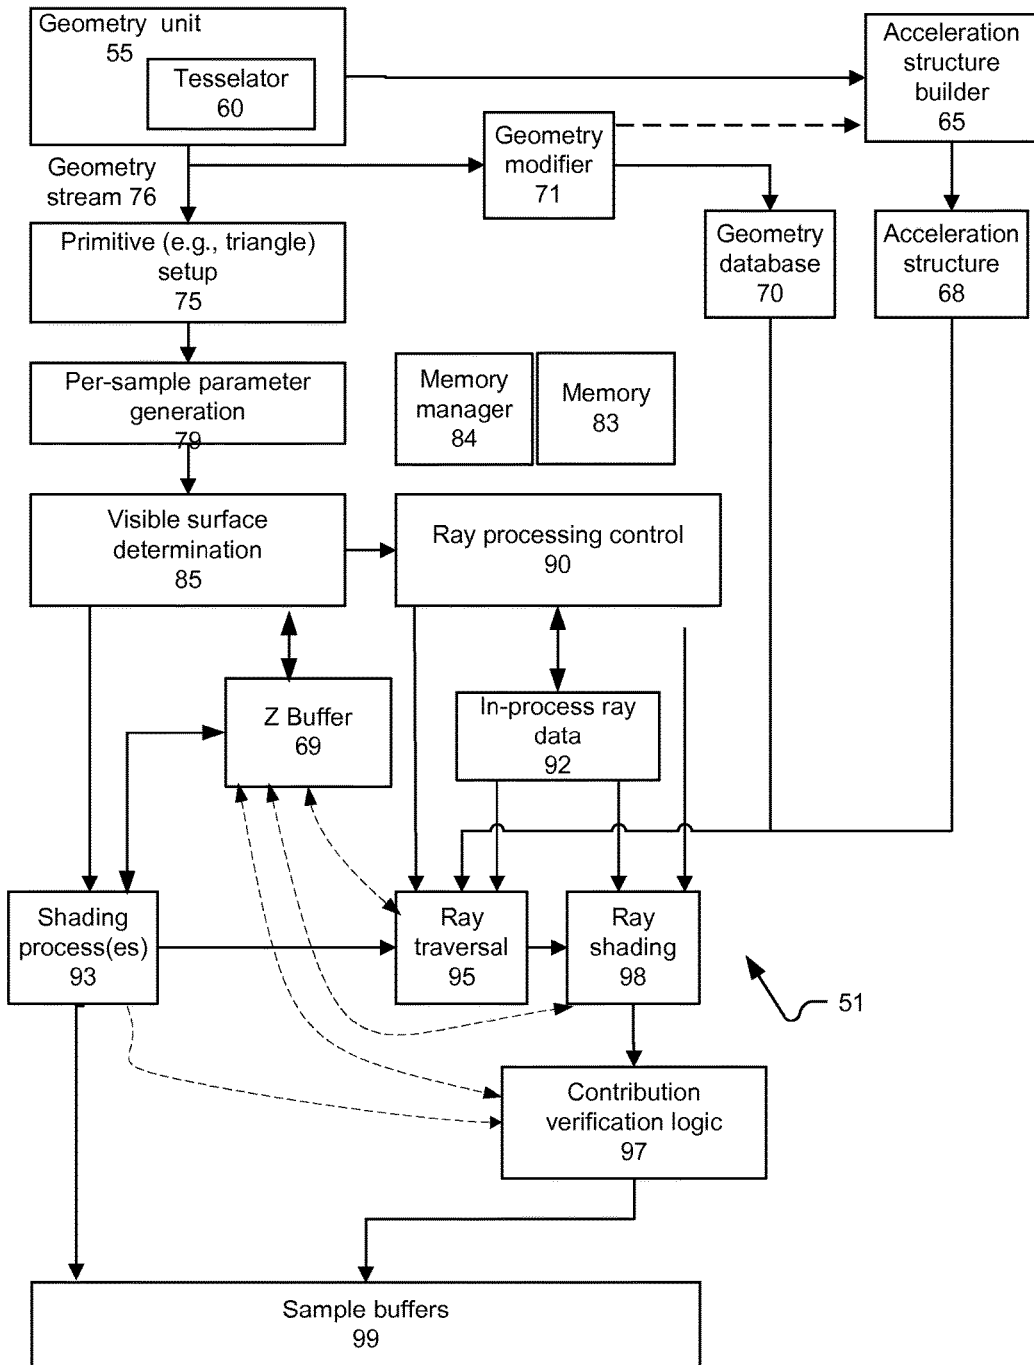 Geometry unit
55
Tesselator
60
Acceleration
structure
builder
65
Geometry
modifier
71
Geometry
stream 76
Primitive (e.g., triangle)
setup
75
Geometry
database
70
Acceleration
structure
68
Per-sample parameter
generation
79
Memory
manager
84
Memory
83
Visible surface
determination
85
Ray processing control
90
Z Buffer
69
In-process ray
data
92
Shading
process(es)
93
Ray
traversal
95
Ray
shading
98
51
Contribution
verification logic
97
Sample buffers
99